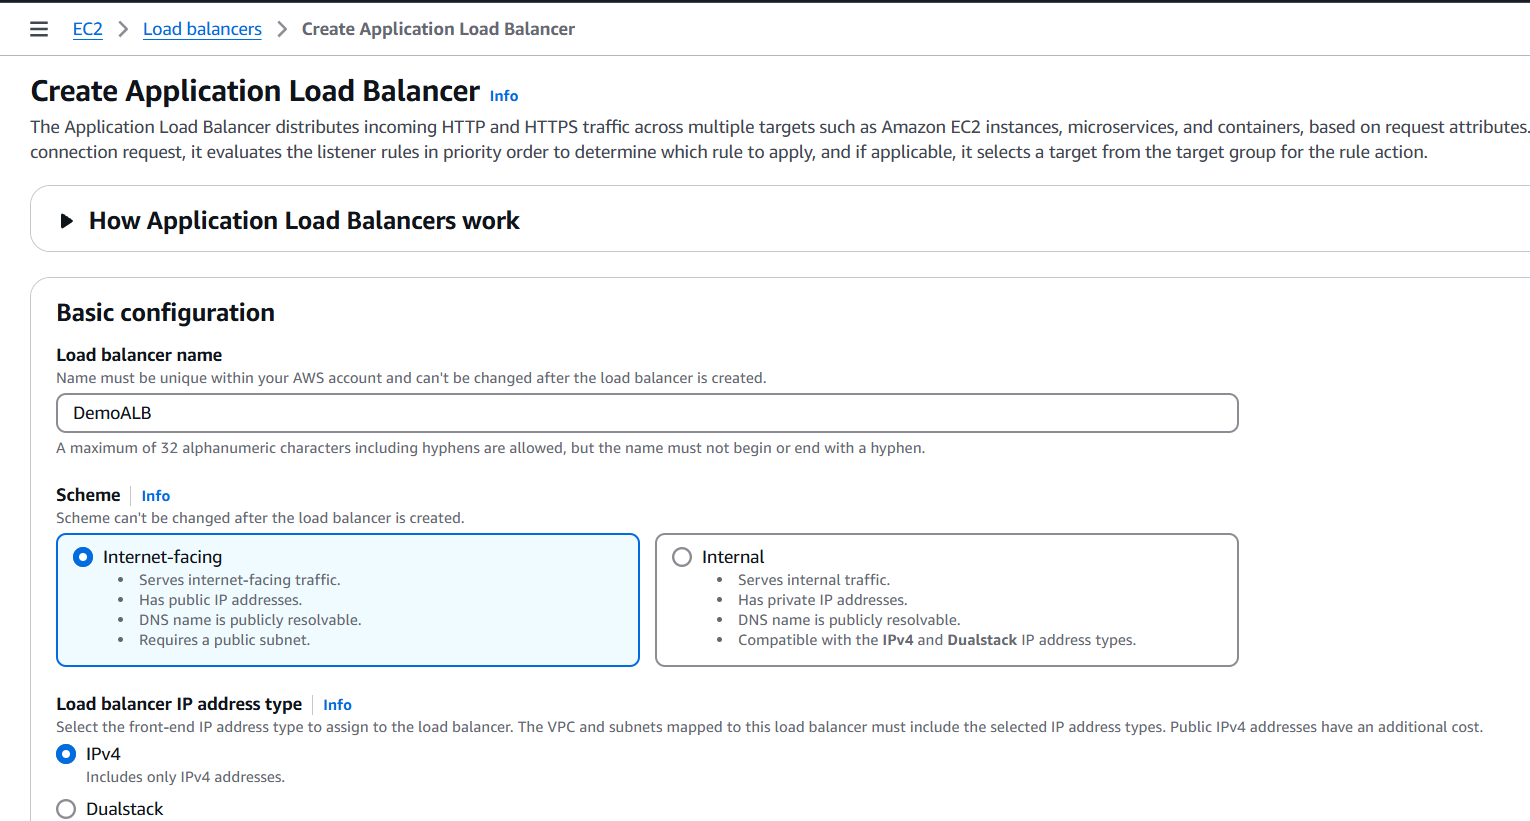 EC2 > Load balancers > Create Application Load Balancer
Create Application Load Balancer Info
The Application Load Balancer distributes incoming HTTP and HTTPS traffic across multiple targets such as Amazon EC2 instances, microservices, and containers, based on request attributes.
connection request, it evaluates the listener rules in priority order to determine which rule to apply, and if applicable, it selects a target from the target group for the rule action.
How Application Load Balancers work
Basic configuration
Load balancer name
Name must be unique within your AWS account and can't be changed after the load balancer is created.
DemoALB
A maximum of 32 alphanumeric characters including hyphens are allowed, but the name must not begin or end with a hyphen.
Scheme Info
Scheme can't be changed after the load balancer is created.
Internet-facing
• Serves internet-facing traffic.
• Has public IP addresses.
• DNS name is publicly resolvable.
• Requires a public subnet.
Internal
• Serves internal traffic.
• Has private IP addresses.
• DNS name is publicly resolvable.
• Compatible with the IPv4 and Dualstack IP address types.
Load balancer IP address type Info
Select the front-end IP address type to assign to the load balancer. The VPC and subnets mapped to this load balancer must include the selected IP address types. Public IPv4 addresses have an additional cost.
IPv4
Includes only IPv4 addresses.
Dualstack